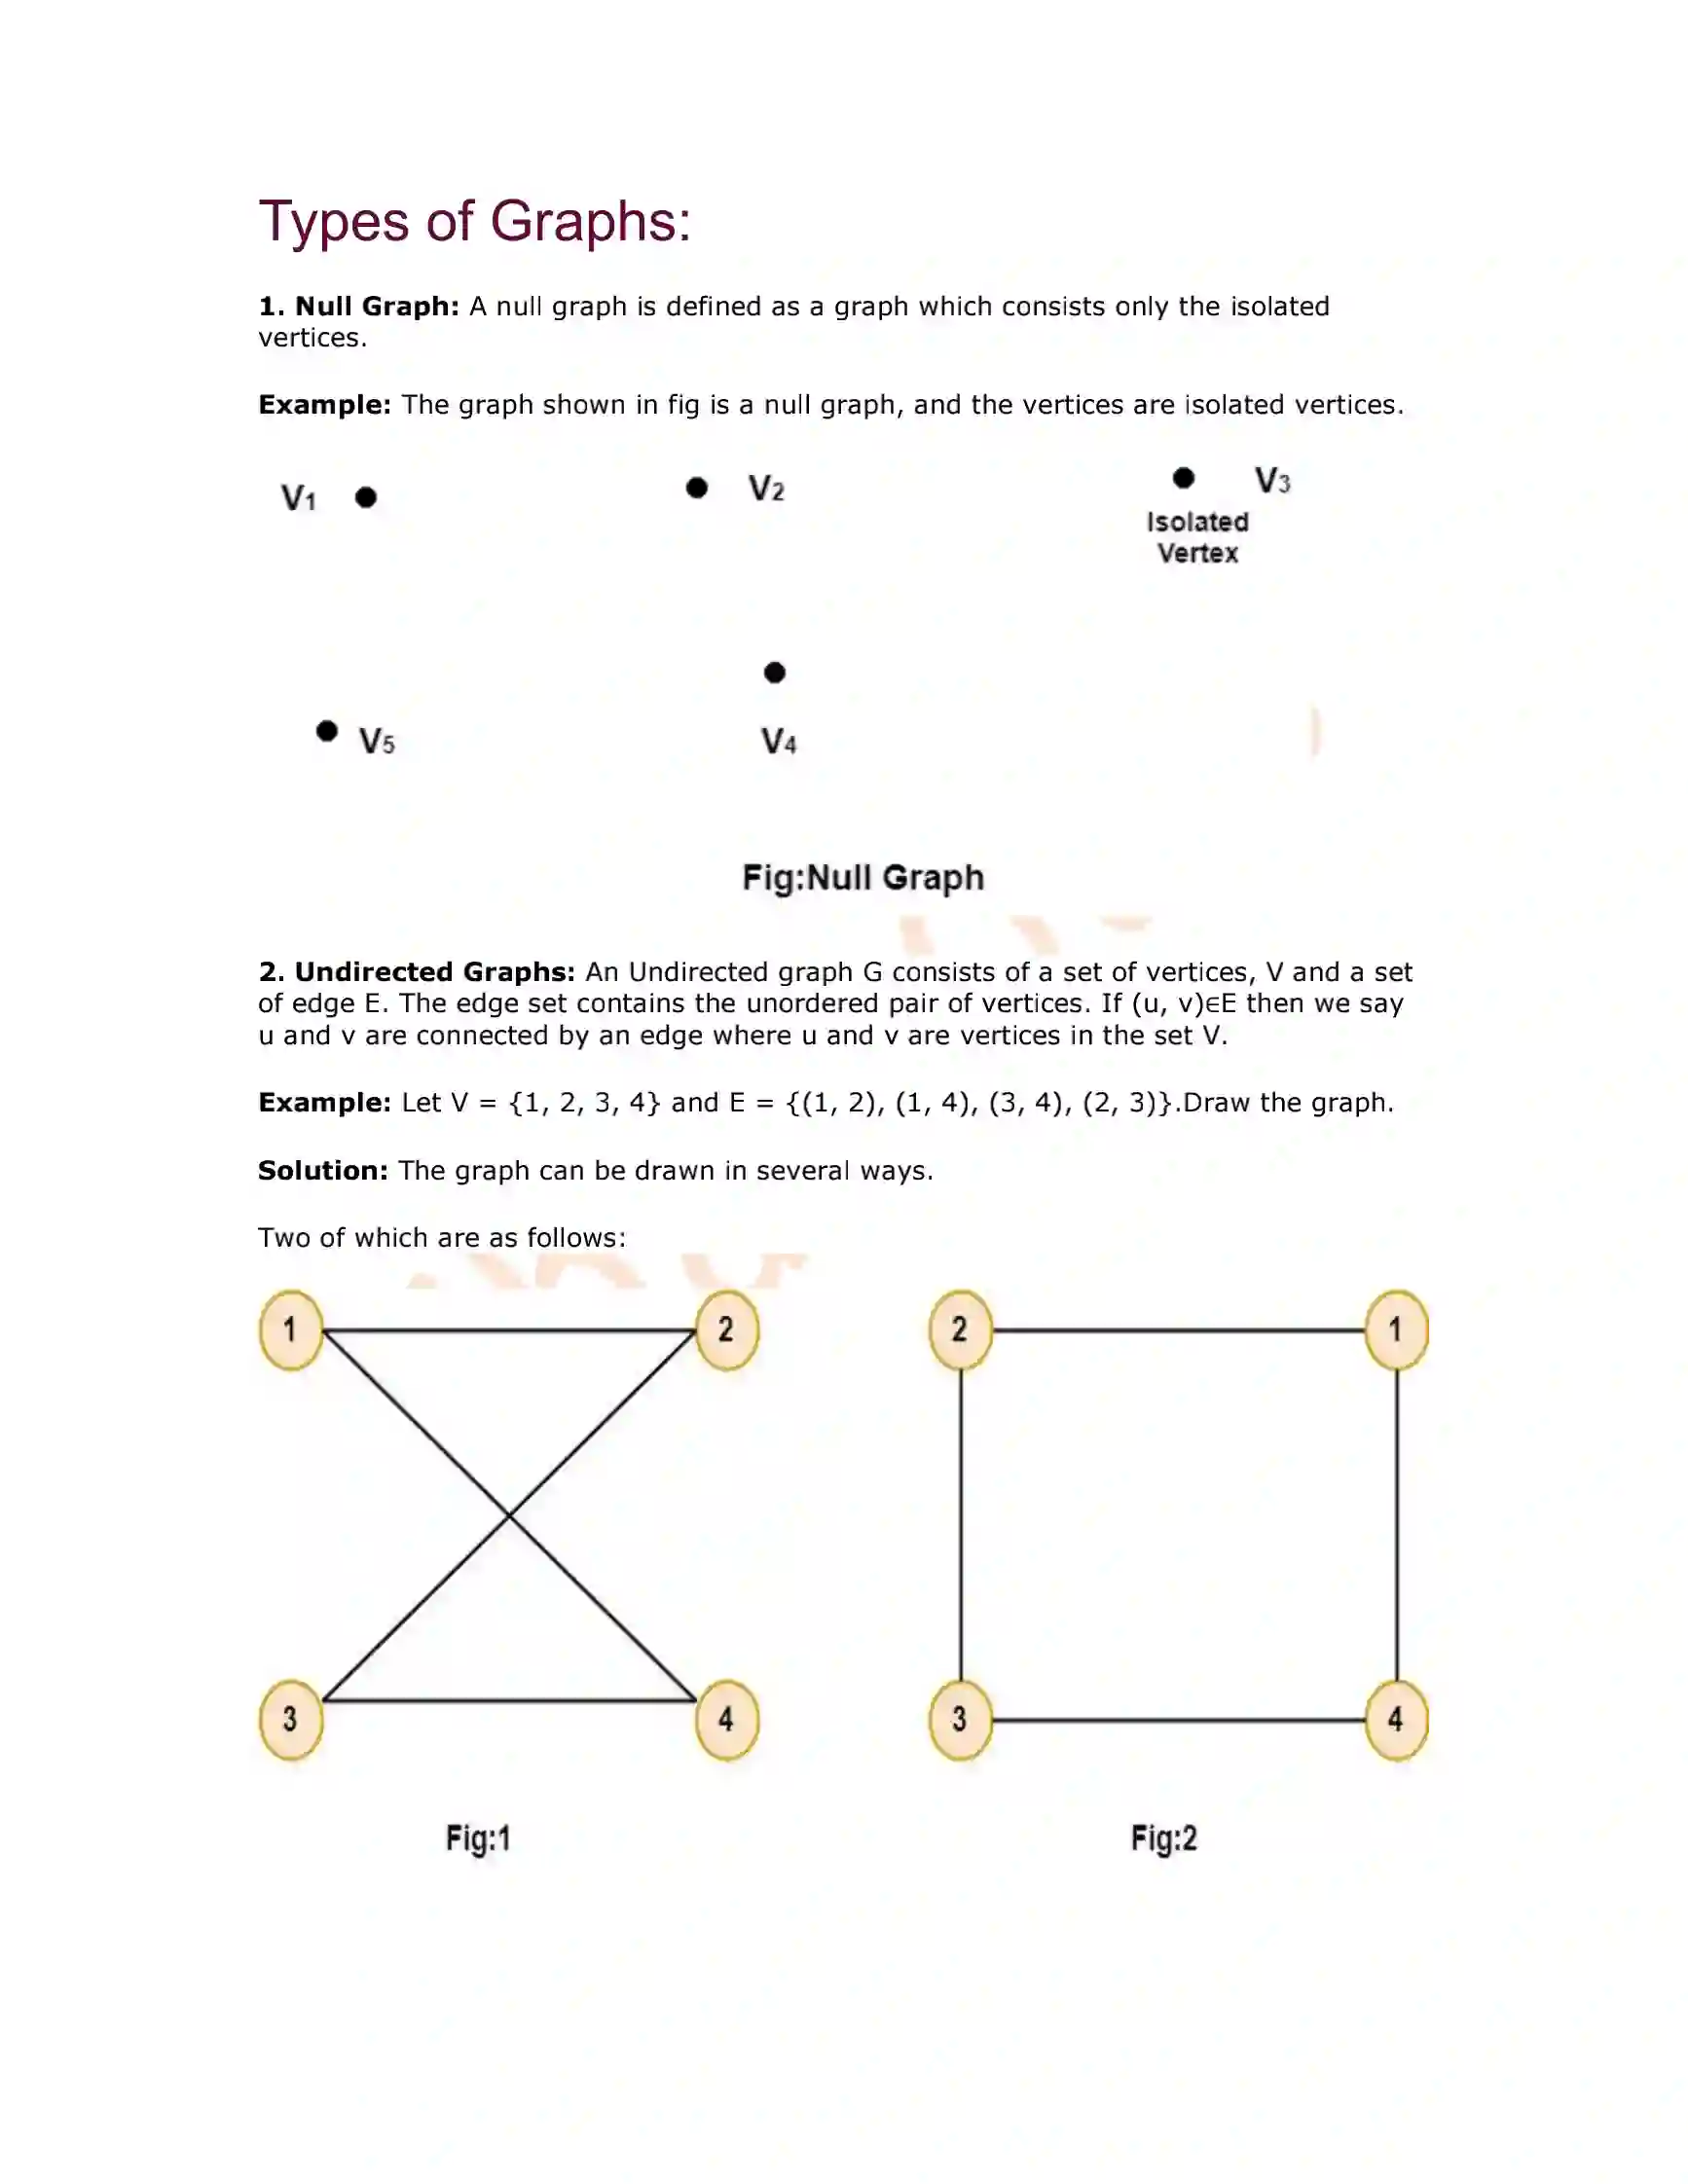 Types of Graphs:
1. Null Graph: A null graph is defined as a graph which consists only the isolated
vertices.
Example: The graph shown in fig is a null graph, and the vertices are isolated vertices.
V1
V2
V3
Isolated
Vertex
V5
V4
Fig:Null Graph
2. Undirected Graphs: An Undirected graph G consists of a set of vertices, V and a set
of edge E. The edge set contains the unordered pair of vertices. If (u, v)∈E then we say
u and v are connected by an edge where u and v are vertices in the set V.
Example: Let V = {1, 2, 3, 4} and E = {(1, 2), (1, 4), (3, 4), (2, 3)}.Draw the graph.
Solution: The graph can be drawn in several ways.
Two of which are as follows:
1 2
3 4
Fig:1
2 1
3 4
Fig:2